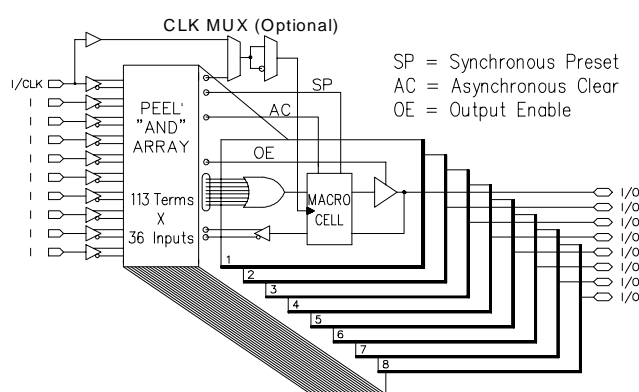 CLK MUX (Optional)
SP = Synchronous Preset
AC = Asynchronous Clear
OE = Output Enable
I/CLK
I
I
I
I
I
I
I
I
I
PEEL'
"AND"
ARRAY
113 Terms
X
36 Inputs
SP
AC
OE
MACRO
CELL
1
2
3
4
5
6
7
8
I/O
I/O
I/O
I/O
I/O
I/O
I/O
I/O